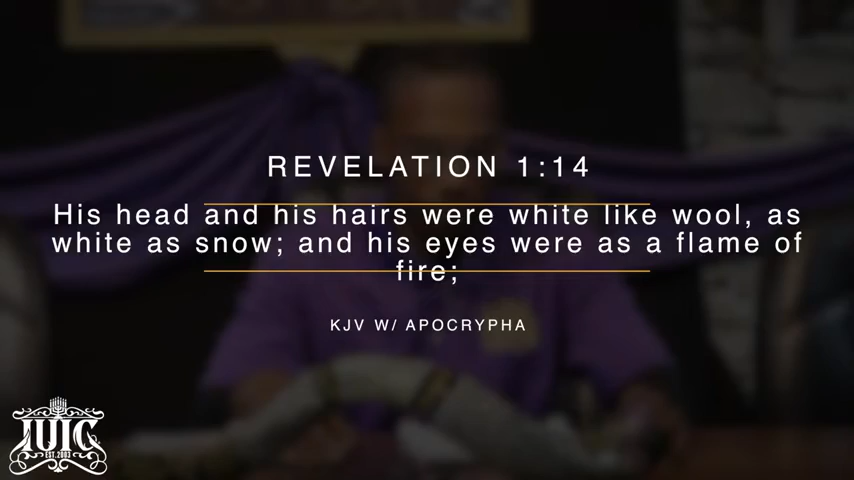 REVELATION 1:14
His head and his hairs were white like wool, as
white as snow; and his eyes were as a flame of
fire;
KJV W/ APOCRYPHA
IUIC
EST.2003